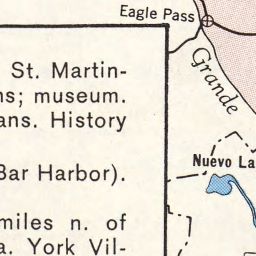 Eagle Pass
Grande
Nuevo La
St. Martin-
ns; museum.
ans. History
Bar Harbor).
miles n. of
a. York Vil-